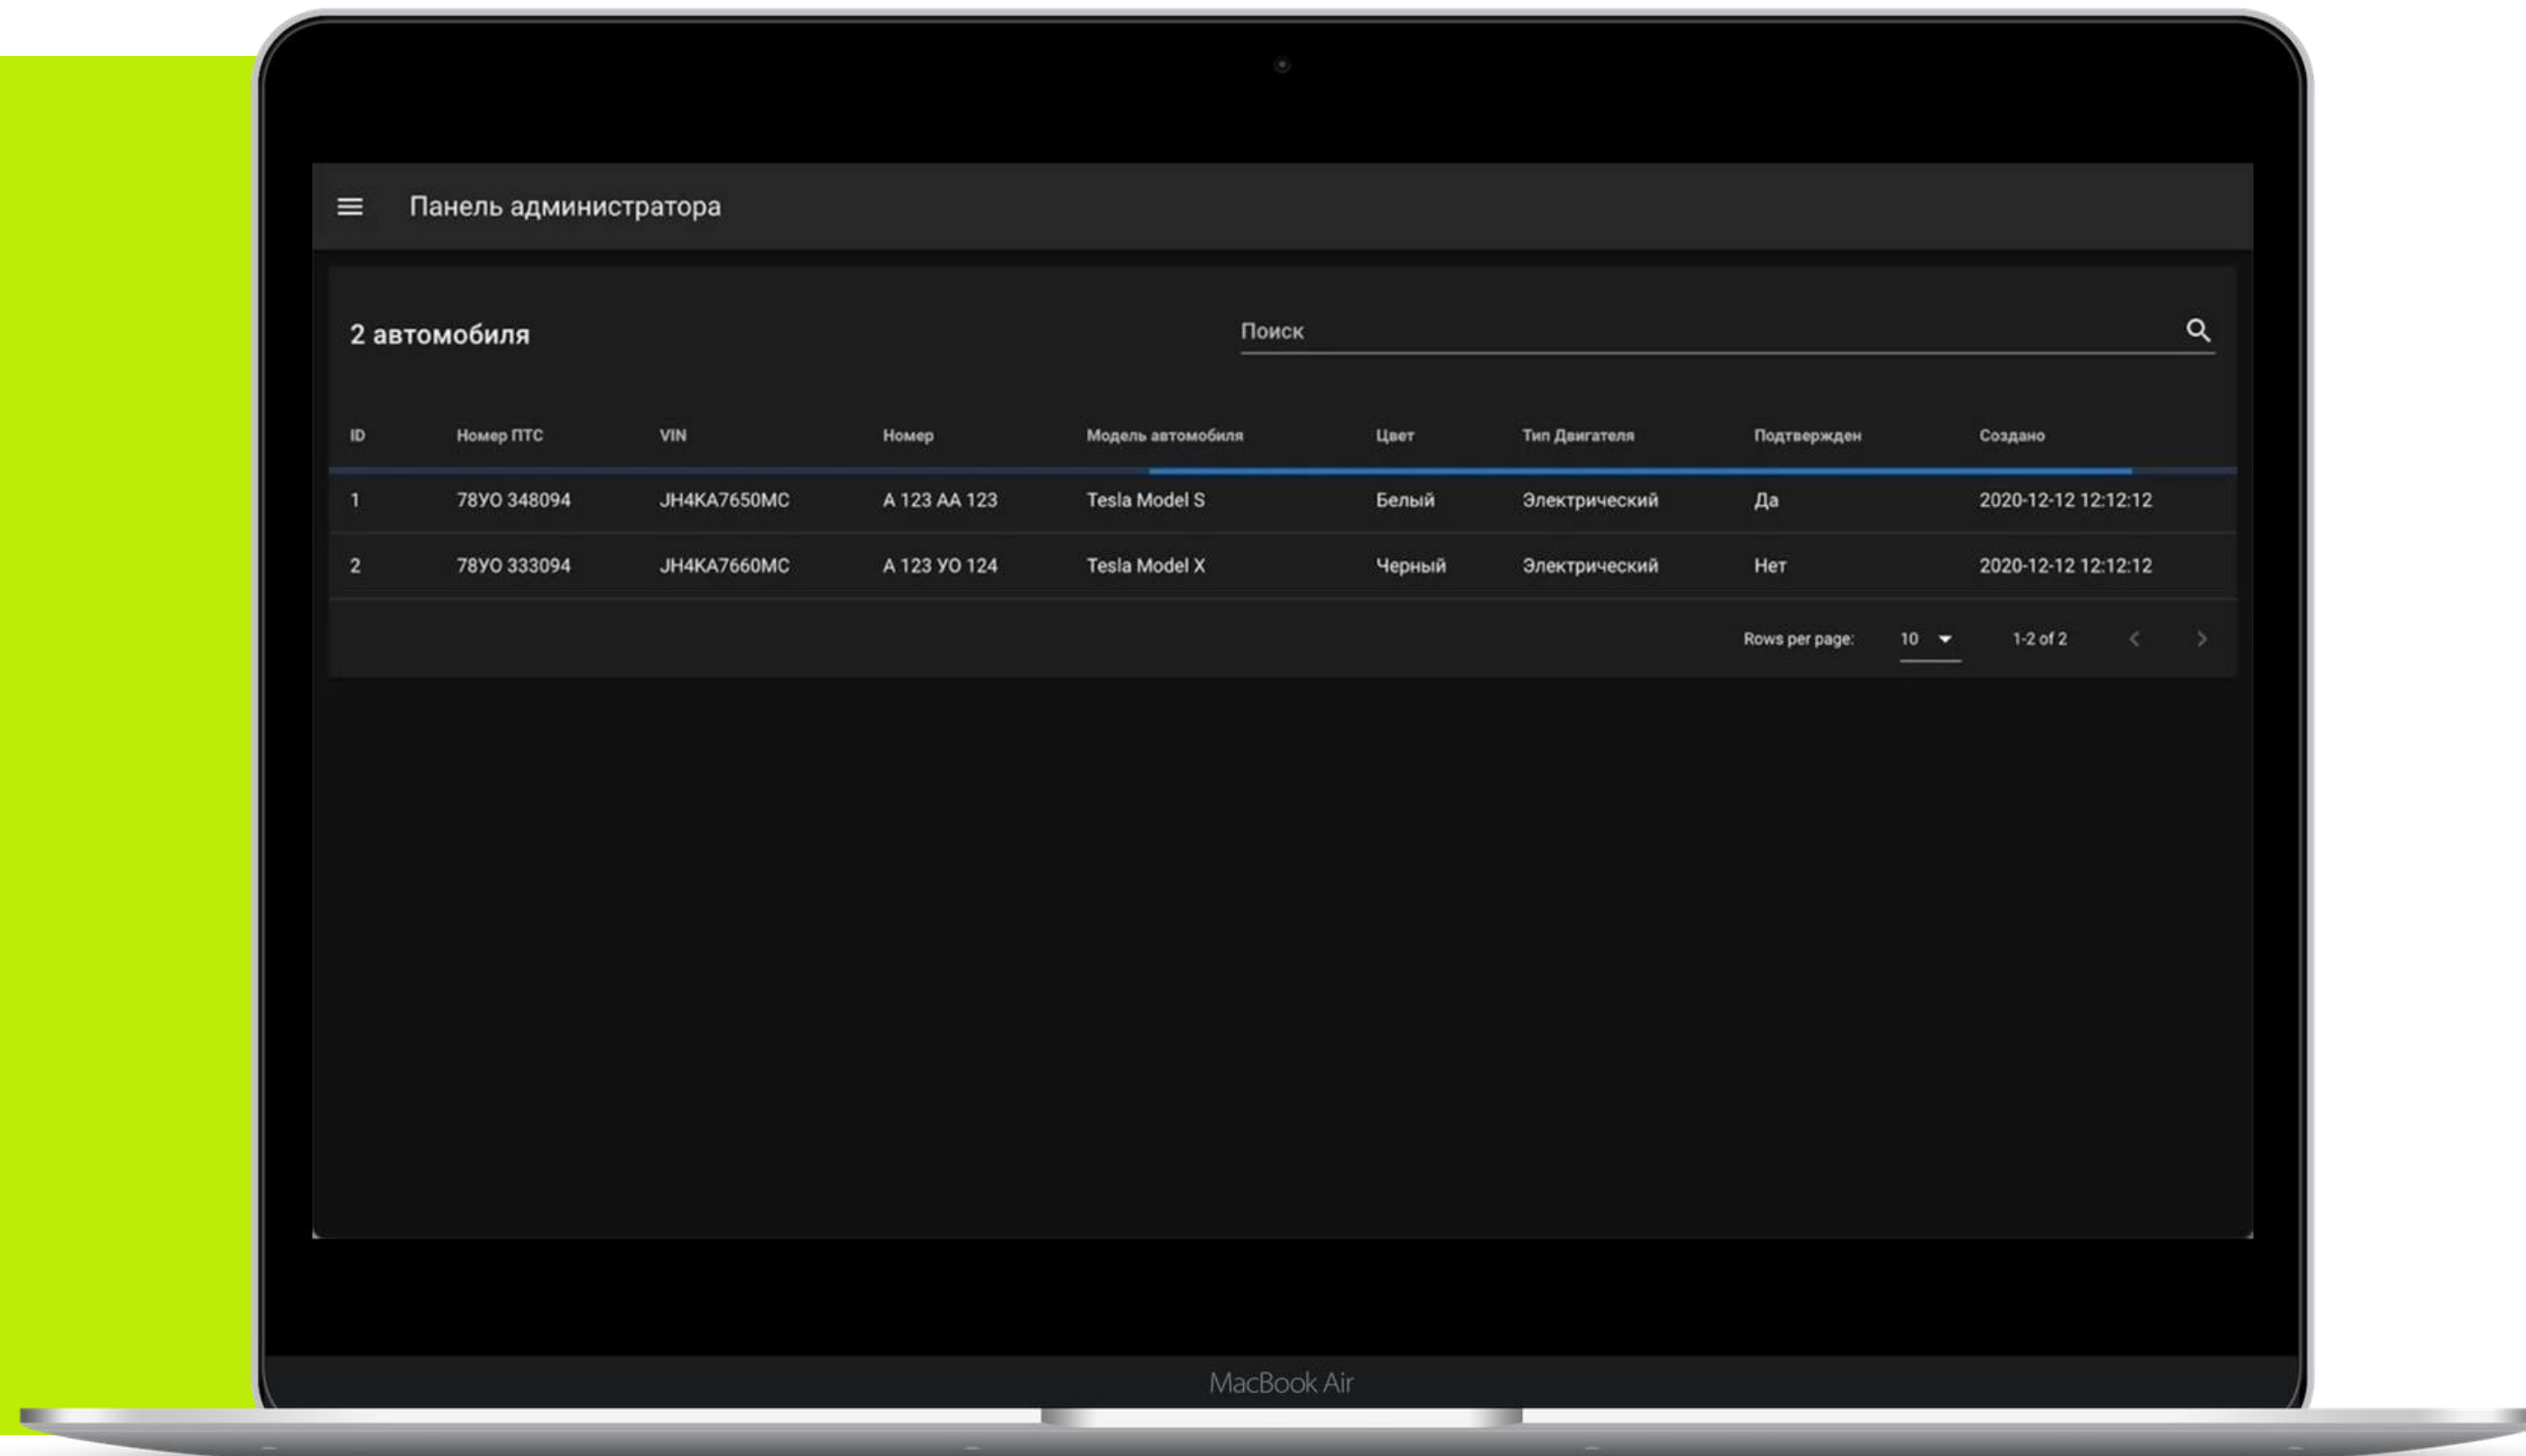 Панель администратора
2 автомобиля
Поиск
ID Номер ПТС VIN Номер Модель автомобиля Цвет Тип Двигателя Подтвержден Создано
1 78УО 348094 JH4KA7650MC А 123 АА 123 Tesla Model S Белый Электрический Да 2020-12-12 12:12:12
2 78УО 333094 JH4KA7660MC А 123 УО 124 Tesla Model X Черный Электрический Нет 2020-12-12 12:12:12
Rows per page: 10 1-2 of 2
MacBook Air